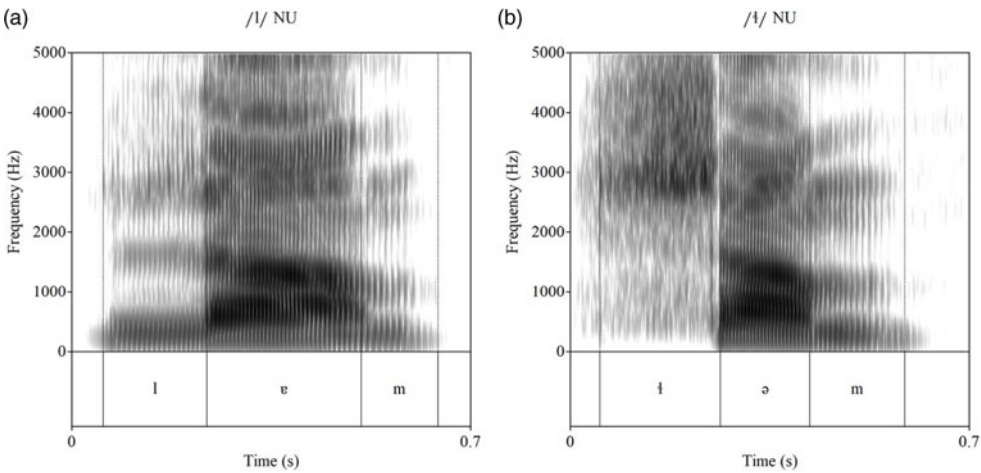 (a)
/l/ NU
5000
4000
3000
2000
1000
0
Frequency (Hz)
l ɐ m
0 0.7
Time (s)
(b)
/ɬ/ NU
5000
4000
3000
2000
1000
0
Frequency (Hz)
ɬ ə m
0 0.7
Time (s)